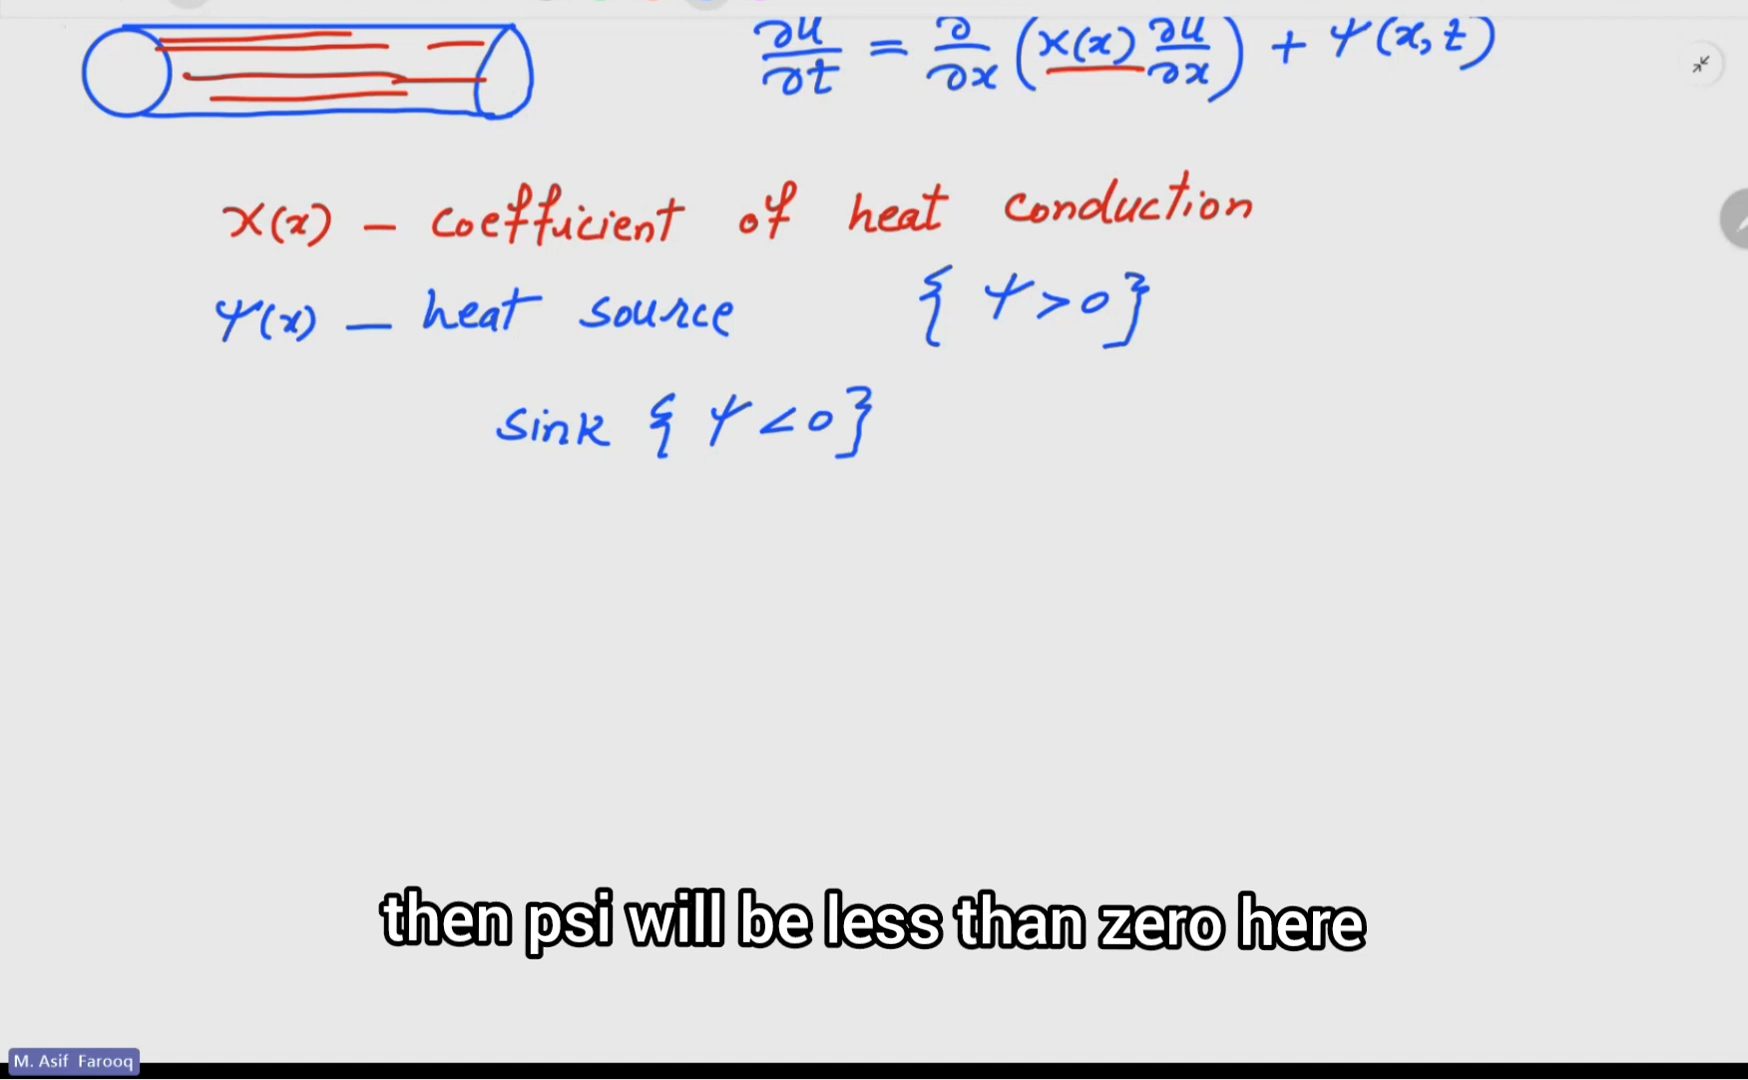 ∂u/∂t = ∂/∂x (x(x) ∂u/∂x) + ψ(x, t)
x(x) – coefficient of heat conduction
ψ(x) – heat source { ψ > 0 }
sink { ψ < 0 }
then psi will be less than zero here
M. Asif Farooq